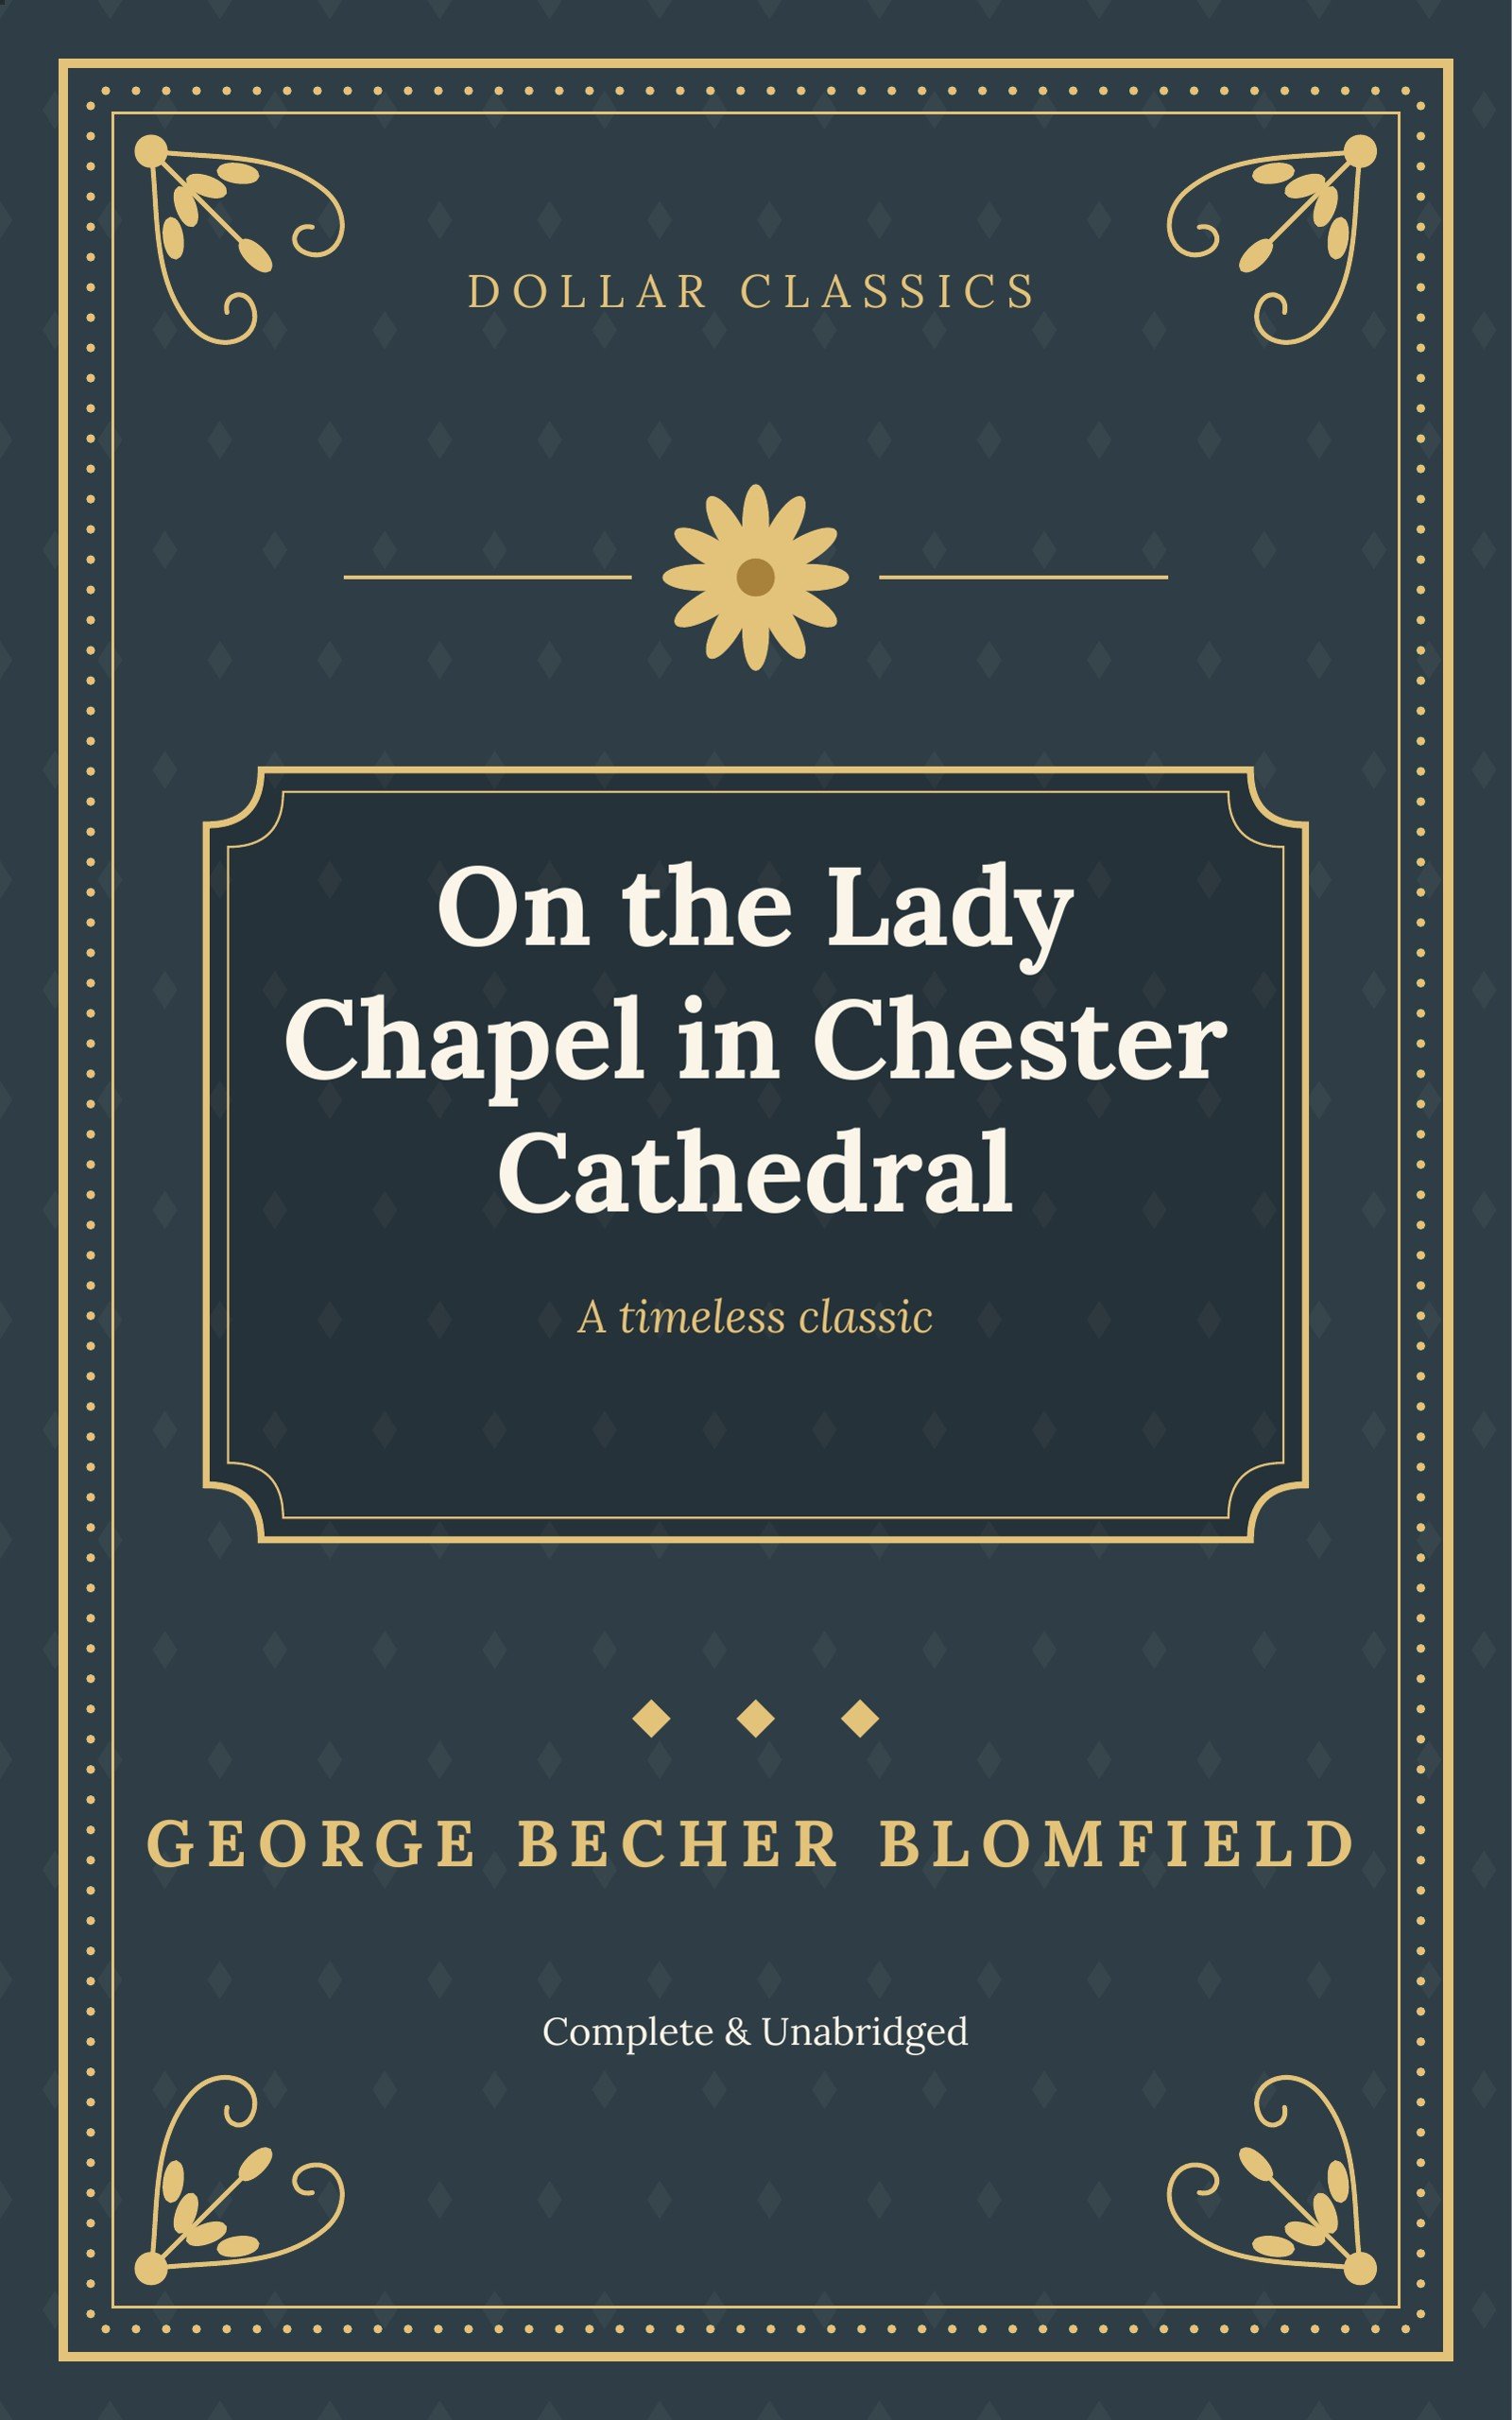 DOLLAR CLASSICS
On the Lady
Chapel in Chester
Cathedral
A timeless classic
GEORGE BECHER BLOMFIELD
Complete & Unabridged